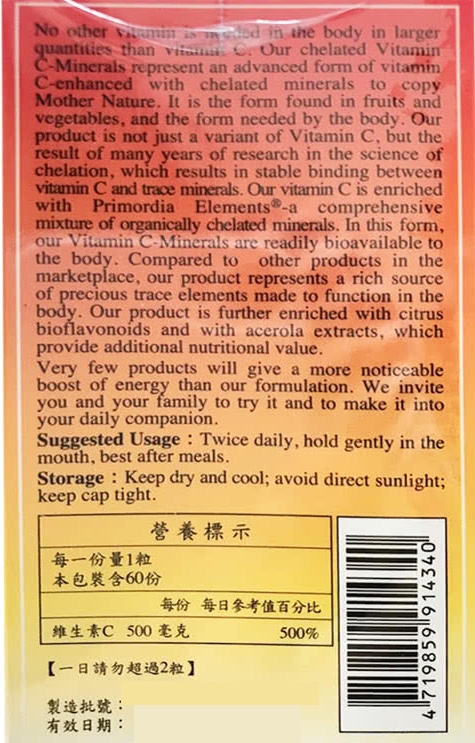 No other vitamin is needed in the body in larger
quantities than vitamin C. Our chelated Vitamin
C-Minerals represent an advanced form of vitamin
C-enhanced with chelated minerals to copy
Mother Nature. It is the form found in fruits and
vegetables, and the form needed by the body. Our
product is not just a variant of Vitamin C, but the
result of many years of research in the science of
chelation, which results in stable binding between
vitamin C and trace minerals. Our vitamin C is enriched
with Primordia Elements®-a comprehensive
mixture of organically chelated minerals. In this form,
our Vitamin C-Minerals are readily bioavailable to
the body. Compared to other products in the
marketplace, our product represents a rich source
of precious trace elements made to function in the
body. Our product is further enriched with citrus
bioflavonoids and with acerola extracts, which
provide additional nutritional value.
Very few products will give a more noticeable
boost of energy than our formulation. We invite
you and your family to try it and to make it into
your daily companion.
Suggested Usage：Twice daily, hold gently in the
mouth, best after meals.
Storage：Keep dry and cool; avoid direct sunlight;
keep cap tight.
營養標示
每一份量1粒
本包裝含60份
每份 每日參考值百分比
維生素C 500 毫克 500%
【一日請勿超過2粒】
製造批號：
有效日期：
4 719859 914340